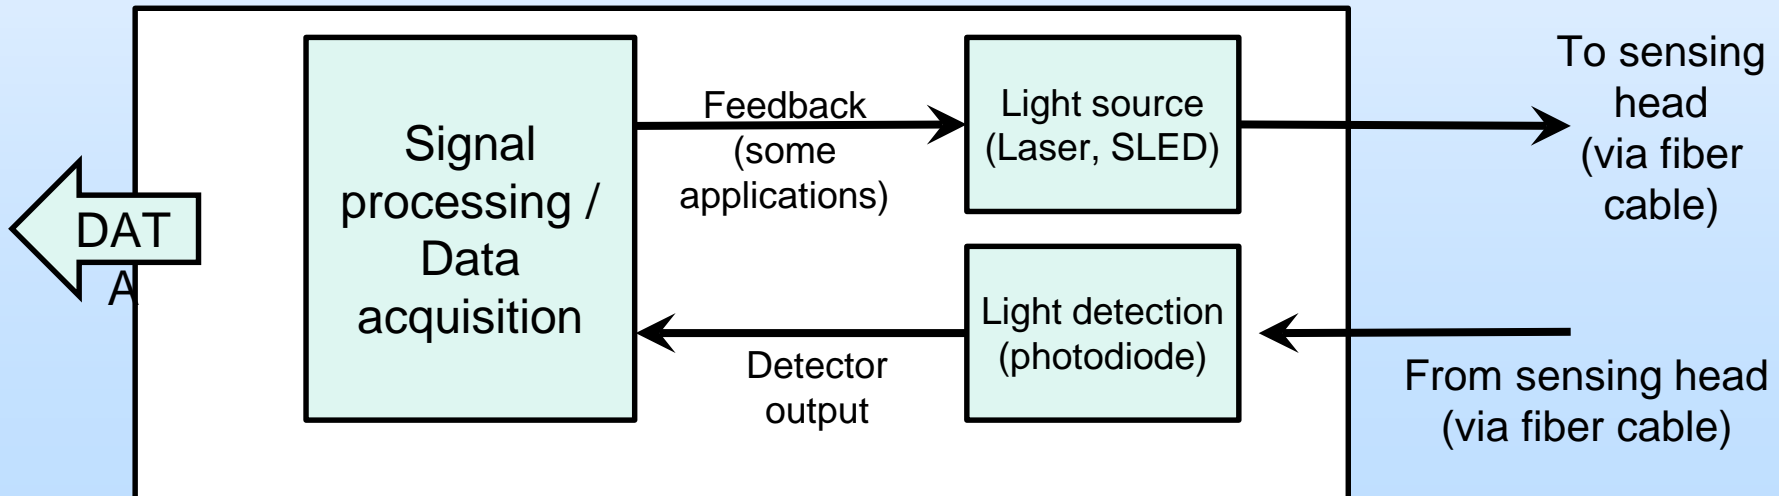 DAT
A
Signal
processing /
Data
acquisition
Feedback
(some
applications)
Light source
(Laser, SLED)
To sensing
head
(via fiber
cable)
Detector
output
Light detection
(photodiode)
From sensing head
(via fiber cable)